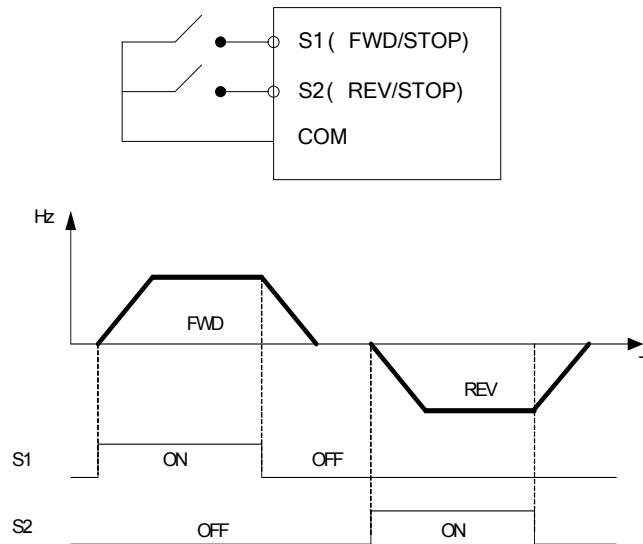 S1( FWD/STOP)
S2( REV/STOP)
COM
Hz
FWD
REV
S1 ON OFF
S2 OFF ON